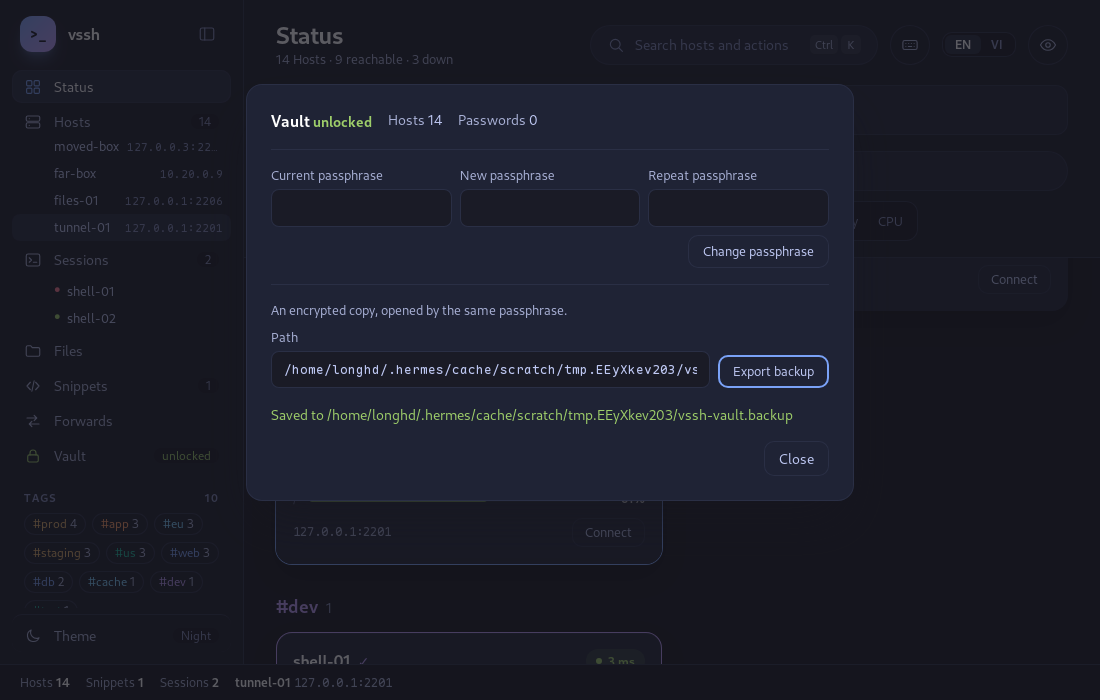 >_ vssh
Status
14 Hosts · 9 reachable · 3 down
Search hosts and actions Ctrl K
EN VI
Status
Hosts 14
moved-box 127.0.0.3:22…
far-box 10.20.0.9
files-01 127.0.0.1:2206
tunnel-01 127.0.0.1:2201
Sessions 2
shell-01
shell-02
Files
Snippets 1
Forwards
Vault unlocked
TAGS 10
#prod 4 #app 3 #eu 3
#staging 3 #us 3 #web 3
#db 2 #cache 1 #dev 1
Theme Night
Vault unlocked Hosts 14 Passwords 0
Current passphrase New passphrase Repeat passphrase
Change passphrase
An encrypted copy, opened by the same passphrase.
Path
/home/longhd/.hermes/cache/scratch/tmp.EEyXkev203/vs
Export backup
Saved to /home/longhd/.hermes/cache/scratch/tmp.EEyXkev203/vssh-vault.backup
Close
CPU
Connect
127.0.0.1:2201 Connect
#dev 1
shell-01 ✓ 3 ms
Hosts 14 Snippets 1 Sessions 2 tunnel-01 127.0.0.1:2201